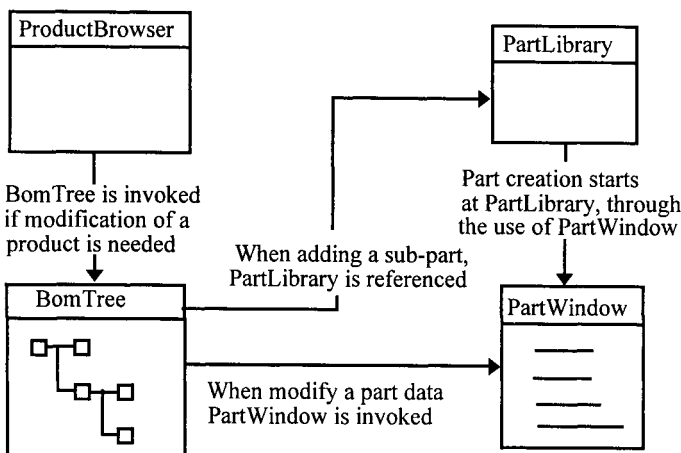 ProductBrowser
PartLibrary
BomTree is invoked
if modification of a
product is needed
Part creation starts
at PartLibrary, through
the use of PartWindow
When adding a sub-part,
PartLibrary is referenced
BomTree
PartWindow
When modify a part data
PartWindow is invoked